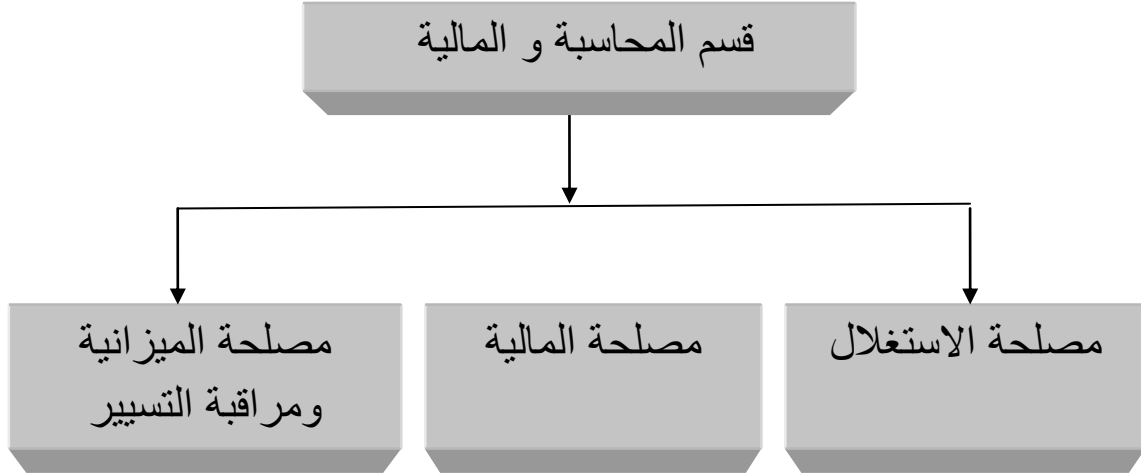 قسم المحاسبة و المالية
مصلحة الاستغلال
مصلحة المالية
مصلحة الميزانية
ومراقبة التسيير